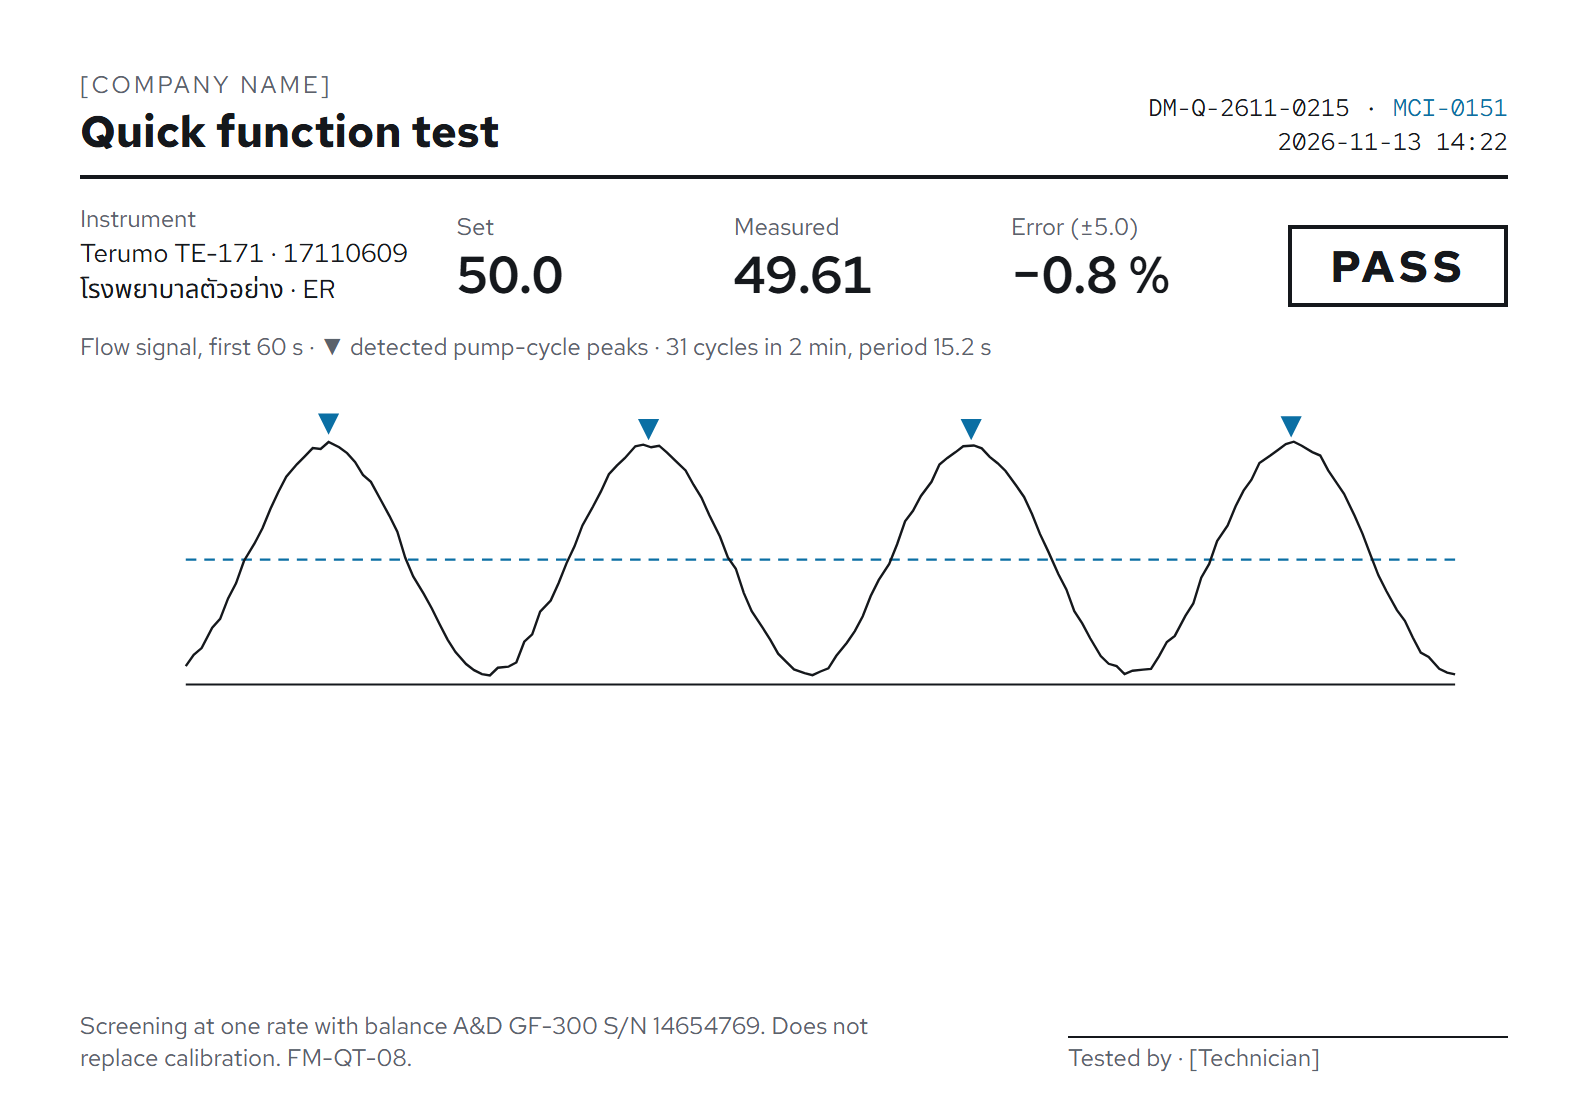 [COMPANY NAME]
Quick function test
DM-Q-2611-0215 · MCI-0151
2026-11-13 14:22
Instrument
Terumo TE-171 · 17110609
โรงพยาบาลตัวอย่าง · ER
Set
50.0
Measured
49.61
Error (±5.0)
−0.8 %
PASS
Flow signal, first 60 s · ▼ detected pump-cycle peaks · 31 cycles in 2 min, period 15.2 s
Screening at one rate with balance A&D GF-300 S/N 14654769. Does not
replace calibration. FM-QT-08.
Tested by · [Technician]